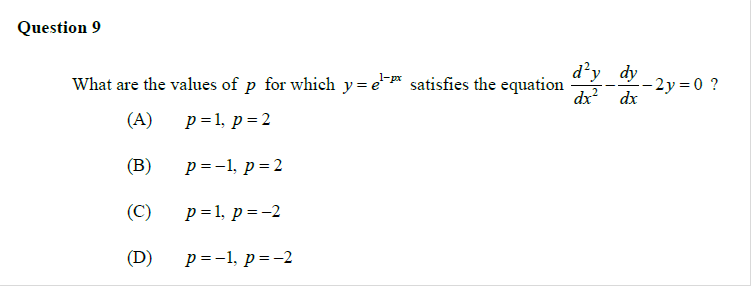 Question 9
What are the values of p for which y = e^{1−px} satisfies the equation d²y/dx² − dy/dx − 2y = 0 ?
(A) p = 1, p = 2
(B) p = −1, p = 2
(C) p = 1, p = −2
(D) p = −1, p = −2